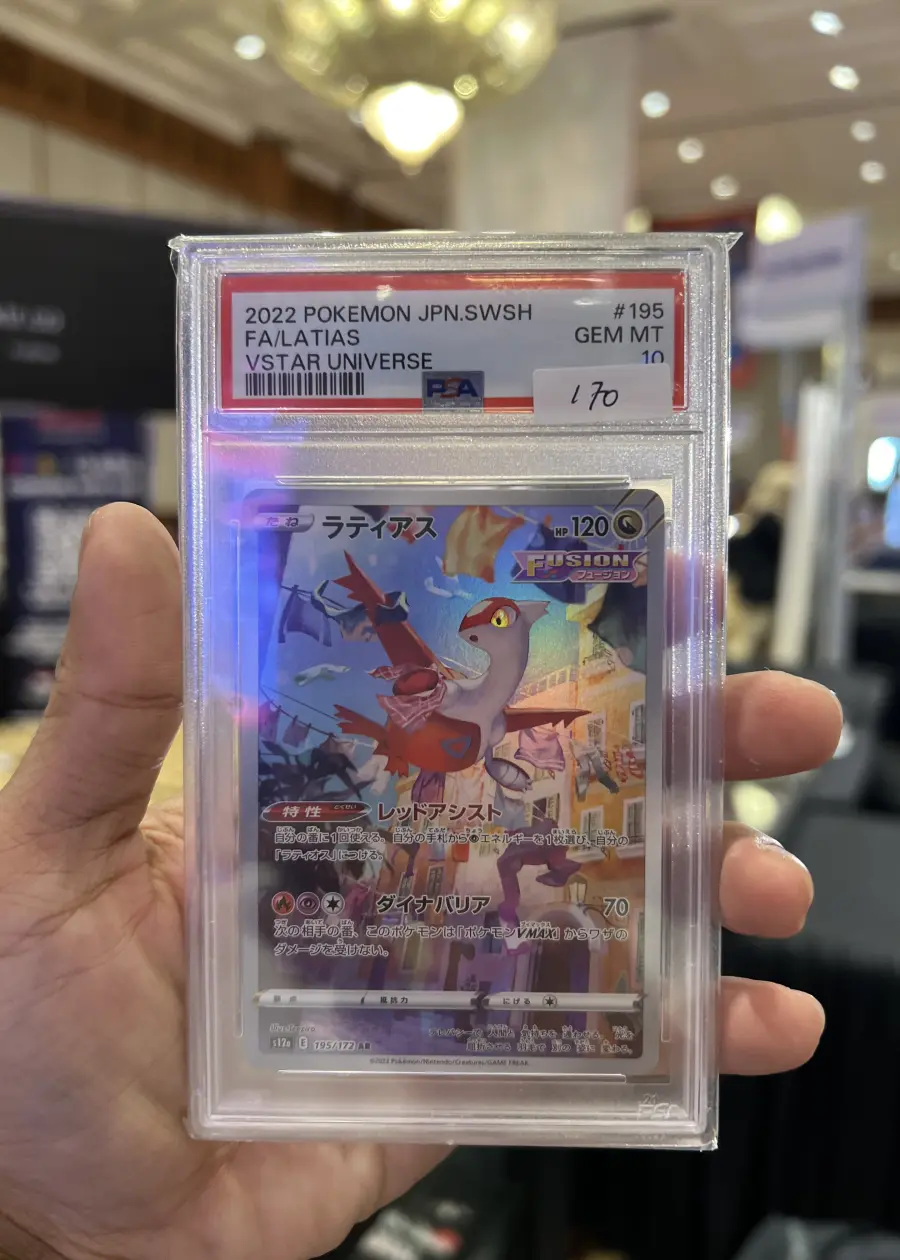 2022 POKEMON JPN.SWSH #195
FA/LATIAS GEM MT
VSTAR UNIVERSE 10
PSA
170
たね ラティアス HP 120
FUSION
フュージョン
特性 とくせい レッドアシスト
自分の番に1回使える。自分の手札から エネルギーを1枚選び、自分の
「ラティオス」につける。
ダイナバリア 70
次の相手の番、このポケモンは「ポケモンVMAX」からワザの
ダメージを受けない。
弱点 抵抗力 にげる
s12a E 195/172 AR
©2022 Pokémon/Nintendo/Creatures/GAME FREAK